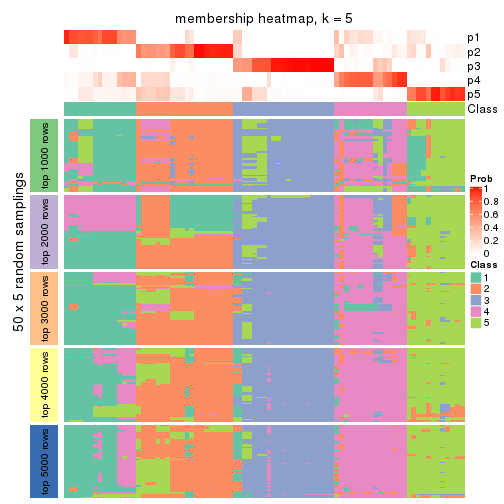 membership heatmap, k = 5
p1
p2
p3
p4
p5
Class
50 x 5 random samplings
top 1000 rows
top 2000 rows
top 3000 rows
top 4000 rows
top 5000 rows
Prob
1
0.8
0.6
0.4
0.2
0
Class
1
2
3
4
5